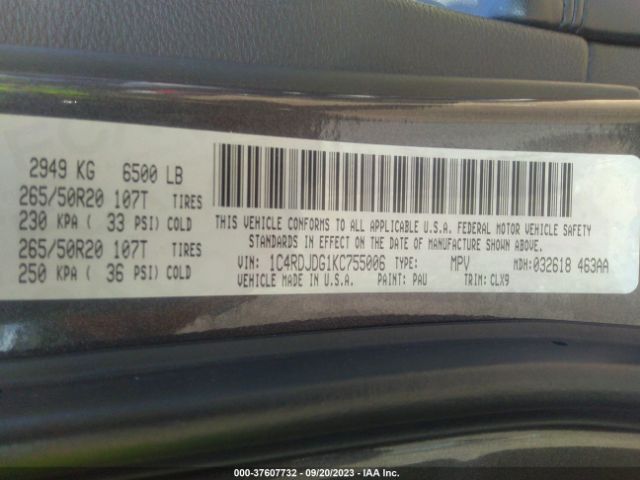 2949 KG 6500 LB
265/50R20 107T TIRES
230 KPA ( 33 PSI) COLD
265/50R20 107T TIRES
250 KPA ( 36 PSI) COLD
THIS VEHICLE CONFORMS TO ALL APPLICABLE U.S.A. FEDERAL MOTOR VEHICLE SAFETY
STANDARDS IN EFFECT ON THE DATE OF MANUFACTURE SHOWN ABOVE.
VIN: 1C4RDJDG1KC755006 TYPE: MPV MDH:032618 463AA
VEHICLE MADE IN U.S.A. PAINT: PAU TRIM: CLX9
000-37607732 - 09/20/2023 - IAA Inc.